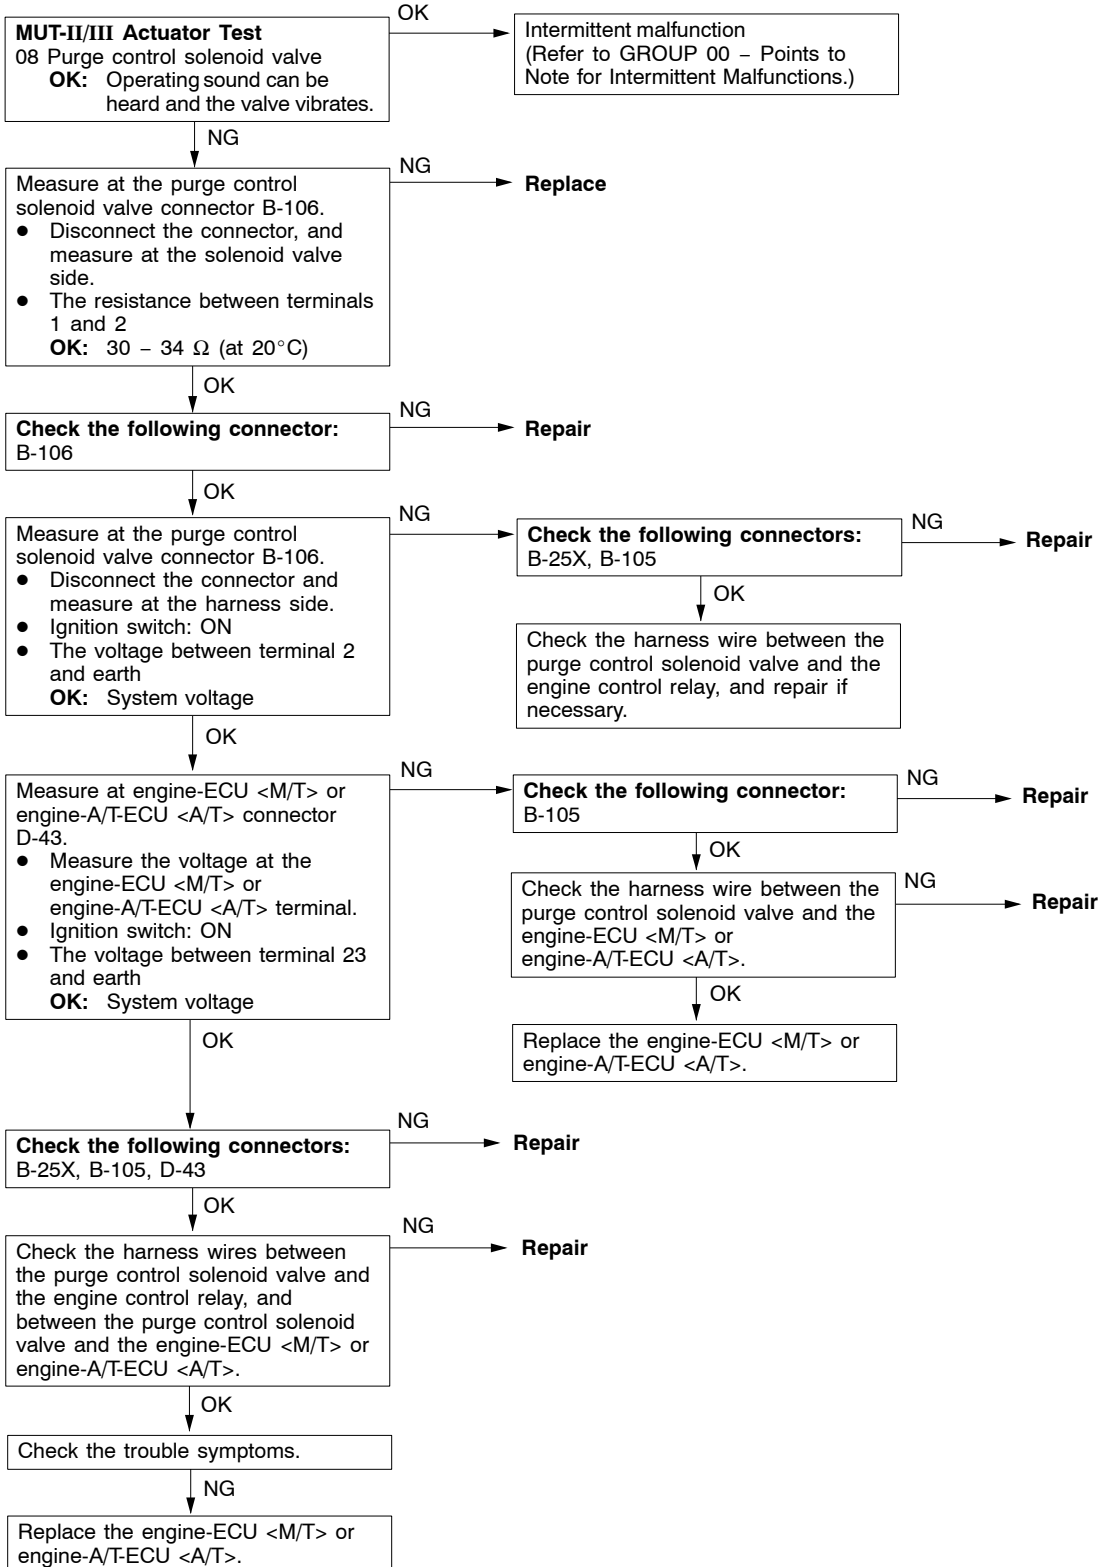 MUT-II/III Actuator Test
08 Purge control solenoid valve
OK: Operating sound can be
heard and the valve vibrates.
OK
Intermittent malfunction
(Refer to GROUP 00 – Points to
Note for Intermittent Malfunctions.)
NG
Measure at the purge control
solenoid valve connector B-106.
● Disconnect the connector, and
measure at the solenoid valve
side.
● The resistance between terminals
1 and 2
OK: 30 – 34 Ω (at 20°C)
NG
Replace
OK
Check the following connector:
B-106
NG
Repair
OK
Measure at the purge control
solenoid valve connector B-106.
● Disconnect the connector and
measure at the harness side.
● Ignition switch: ON
● The voltage between terminal 2
and earth
OK: System voltage
NG
Check the following connectors:
B-25X, B-105
NG
Repair
OK
Check the harness wire between the
purge control solenoid valve and the
engine control relay, and repair if
necessary.
OK
Measure at engine-ECU <M/T> or
engine-A/T-ECU <A/T> connector
D-43.
● Measure the voltage at the
engine-ECU <M/T> or
engine-A/T-ECU <A/T> terminal.
● Ignition switch: ON
● The voltage between terminal 23
and earth
OK: System voltage
NG
Check the following connector:
B-105
NG
Repair
OK
Check the harness wire between the
purge control solenoid valve and the
engine-ECU <M/T> or
engine-A/T-ECU <A/T>.
NG
Repair
OK
Replace the engine-ECU <M/T> or
engine-A/T-ECU <A/T>.
OK
Check the following connectors:
B-25X, B-105, D-43
NG
Repair
OK
Check the harness wires between
the purge control solenoid valve and
the engine control relay, and
between the purge control solenoid
valve and the engine-ECU <M/T> or
engine-A/T-ECU <A/T>.
NG
Repair
OK
Check the trouble symptoms.
NG
Replace the engine-ECU <M/T> or
engine-A/T-ECU <A/T>.